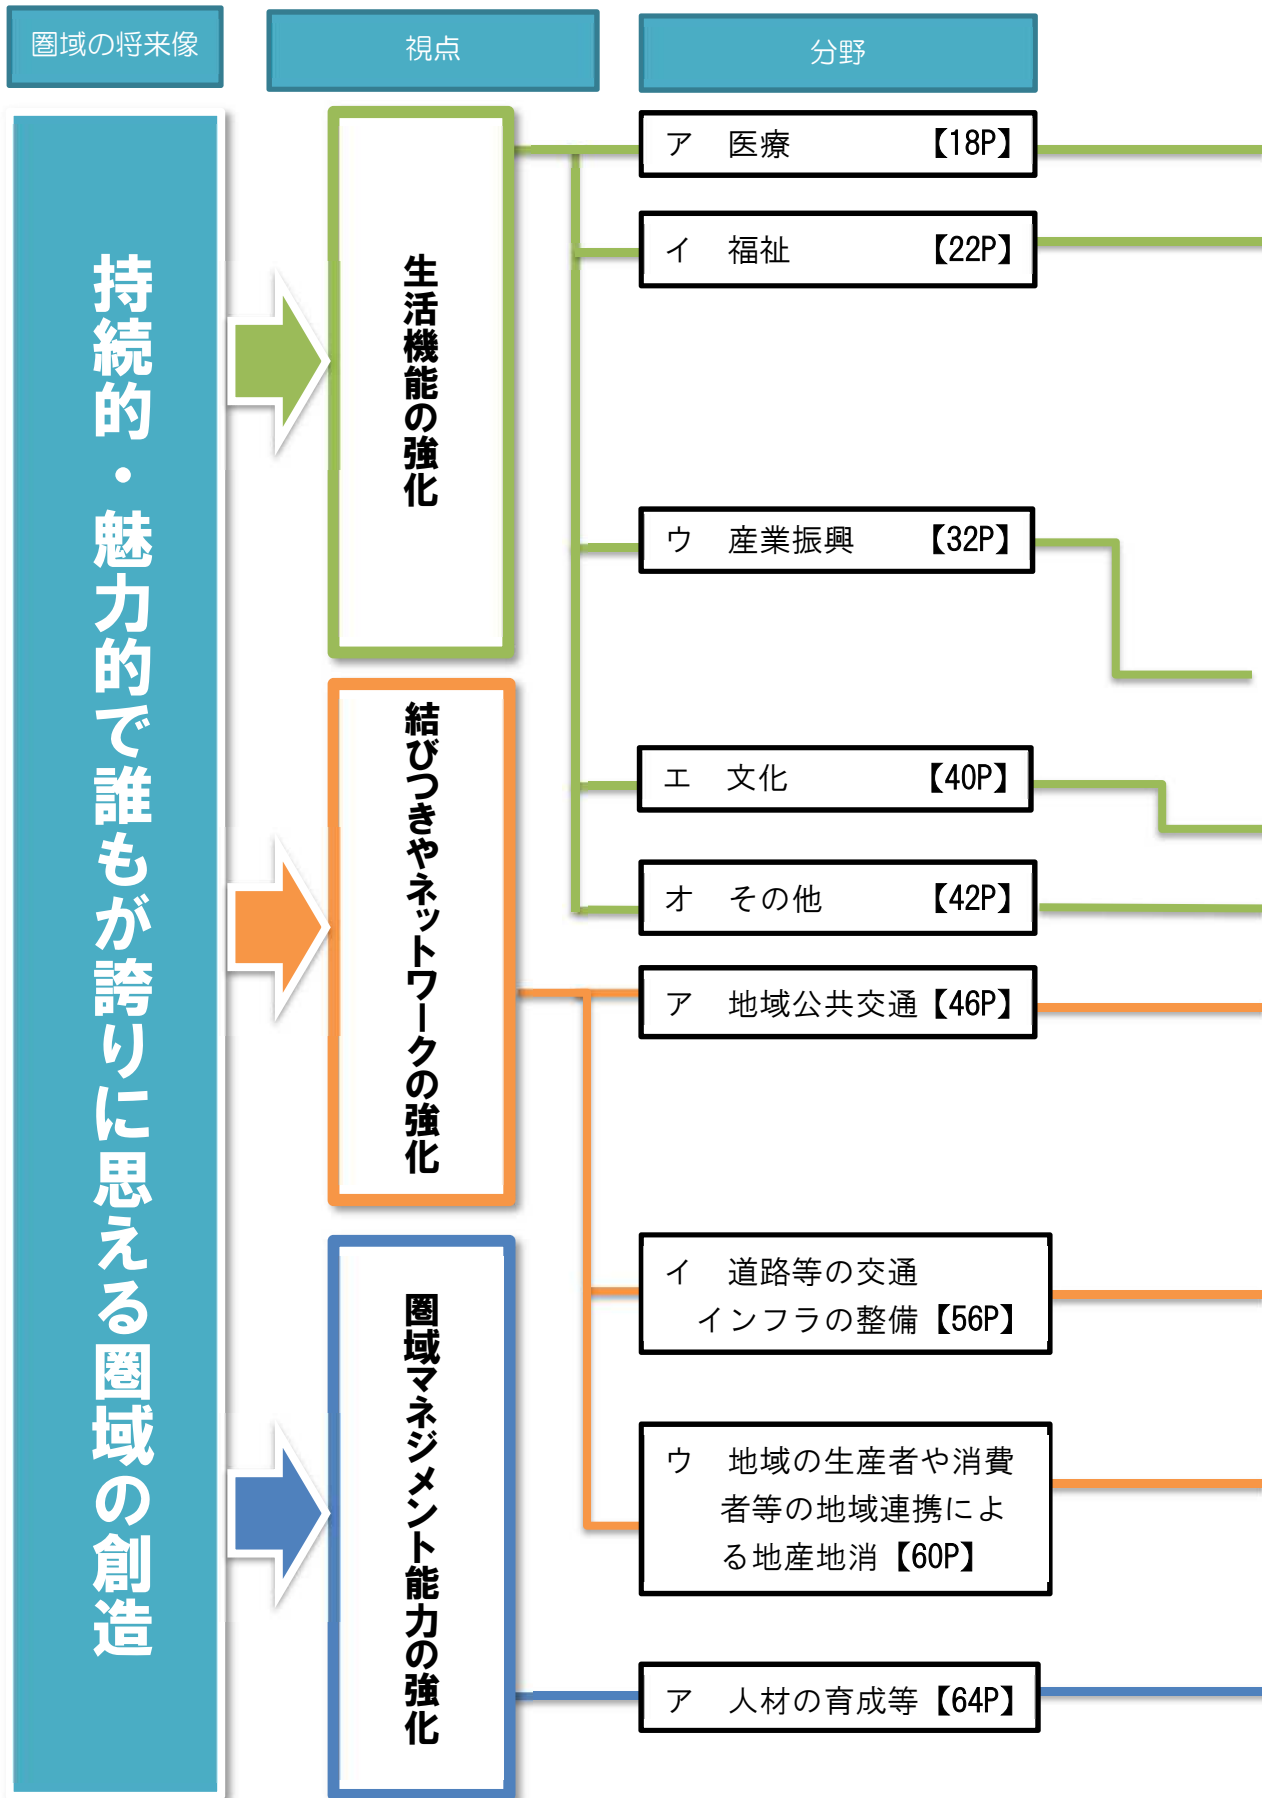 圏域の将来像
視点
分野
持続的・魅力的で誰もが誇りに思える圏域の創造
生活機能の強化
ア　医療　【18P】
イ　福祉　【22P】
ウ　産業振興　【32P】
エ　文化　【40P】
オ　その他　【42P】
結びつきやネットワークの強化
ア　地域公共交通【46P】
イ　道路等の交通
インフラの整備【56P】
ウ　地域の生産者や消費
者等の地域連携によ
る地産地消【60P】
圏域マネジメント能力の強化
ア　人材の育成等【64P】